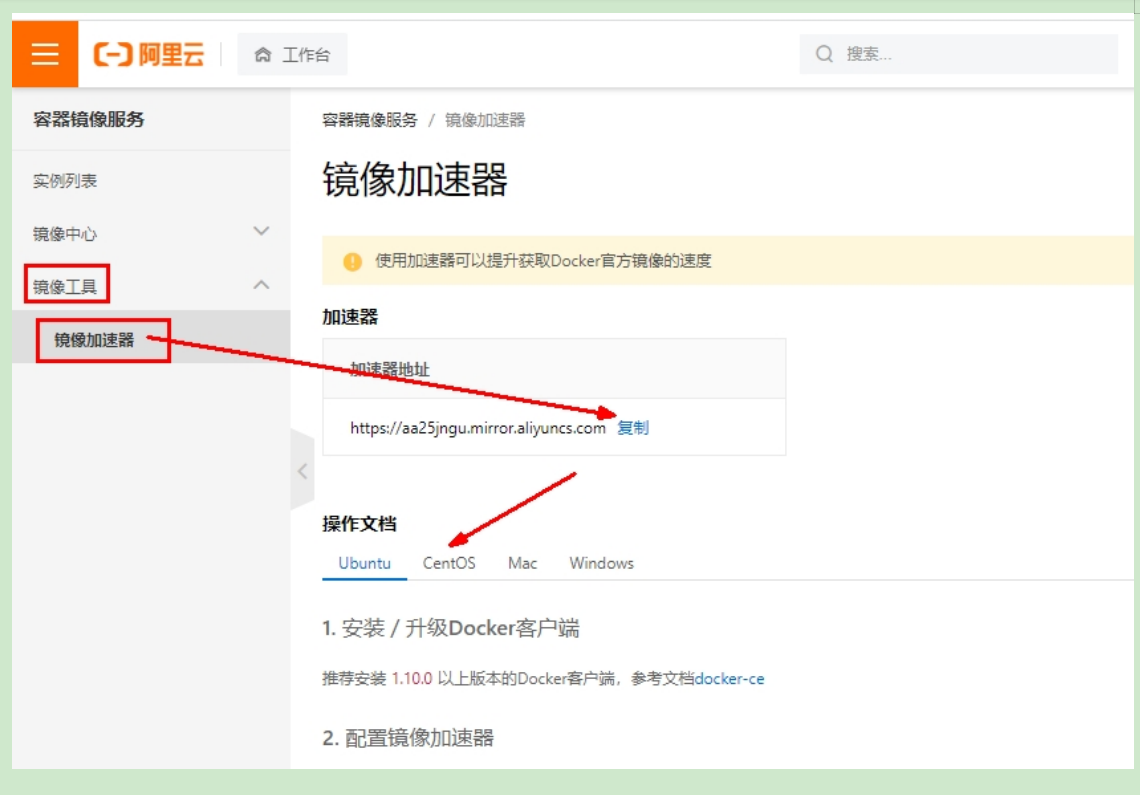 阿里云 工作台 搜索...
容器镜像服务
实例列表
镜像中心
镜像工具
镜像加速器
容器镜像服务 / 镜像加速器
镜像加速器
使用加速器可以提升获取Docker官方镜像的速度
加速器
加速器地址
https://aa25jngu.mirror.aliyuncs.com 复制
操作文档
Ubuntu CentOS Mac Windows
1. 安装 / 升级Docker客户端
推荐安装 1.10.0 以上版本的Docker客户端，参考文档docker-ce
2. 配置镜像加速器